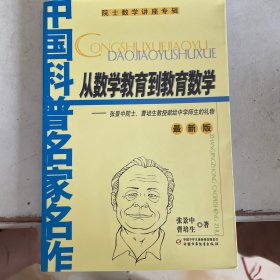 院士数学讲座专辑
中国科普名家名作
CONGSHUXUEJIAOYU
DAOJIAOYUSHUXUE
从数学教育到教育数学
——张景中院士、曹培生教授献给中学师生的礼物
最新版
张景中
曹培生
著
中国少年儿童新闻出版总社
中国少年儿童出版社